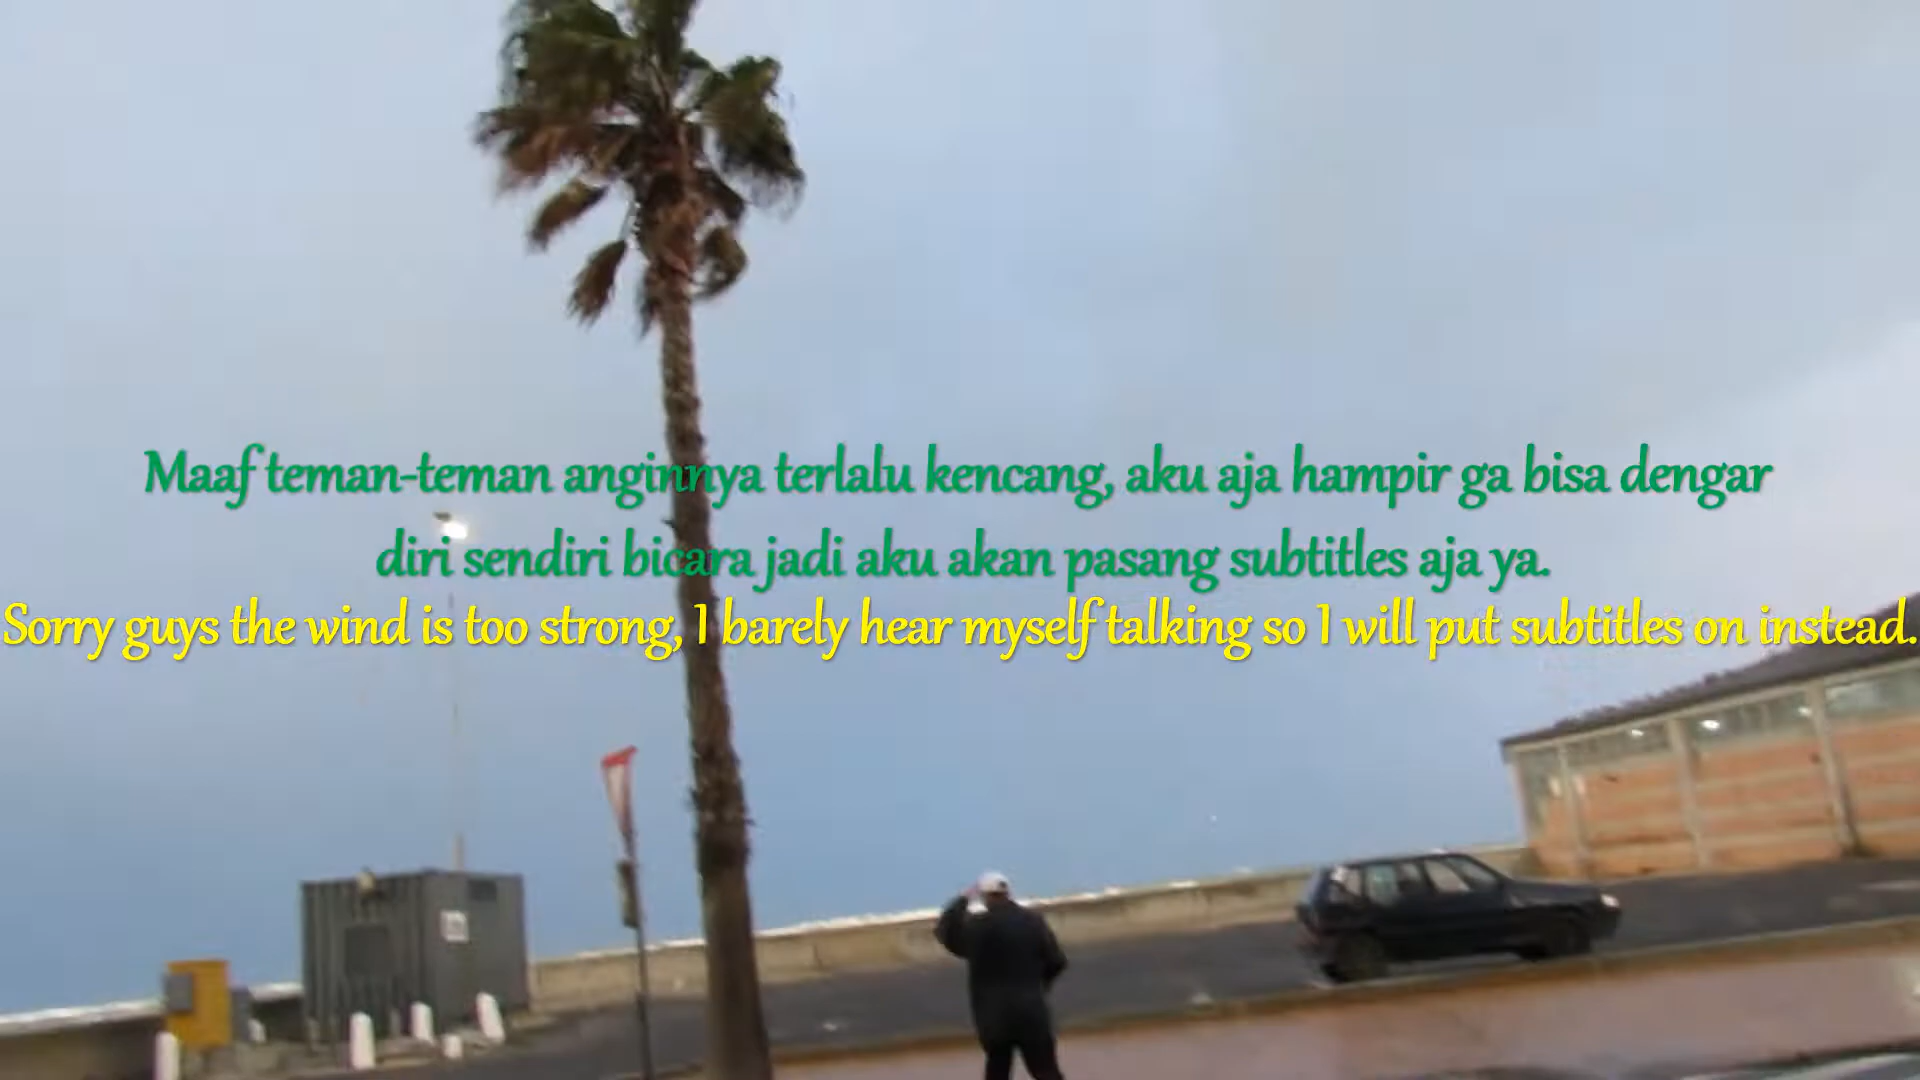 Maaf teman-teman anginnya terlalu kencang, aku aja hampir ga bisa dengar
diri sendiri bicara jadi aku akan pasang subtitles aja ya.
Sorry guys the wind is too strong, I barely hear myself talking so I will put subtitles on instead.